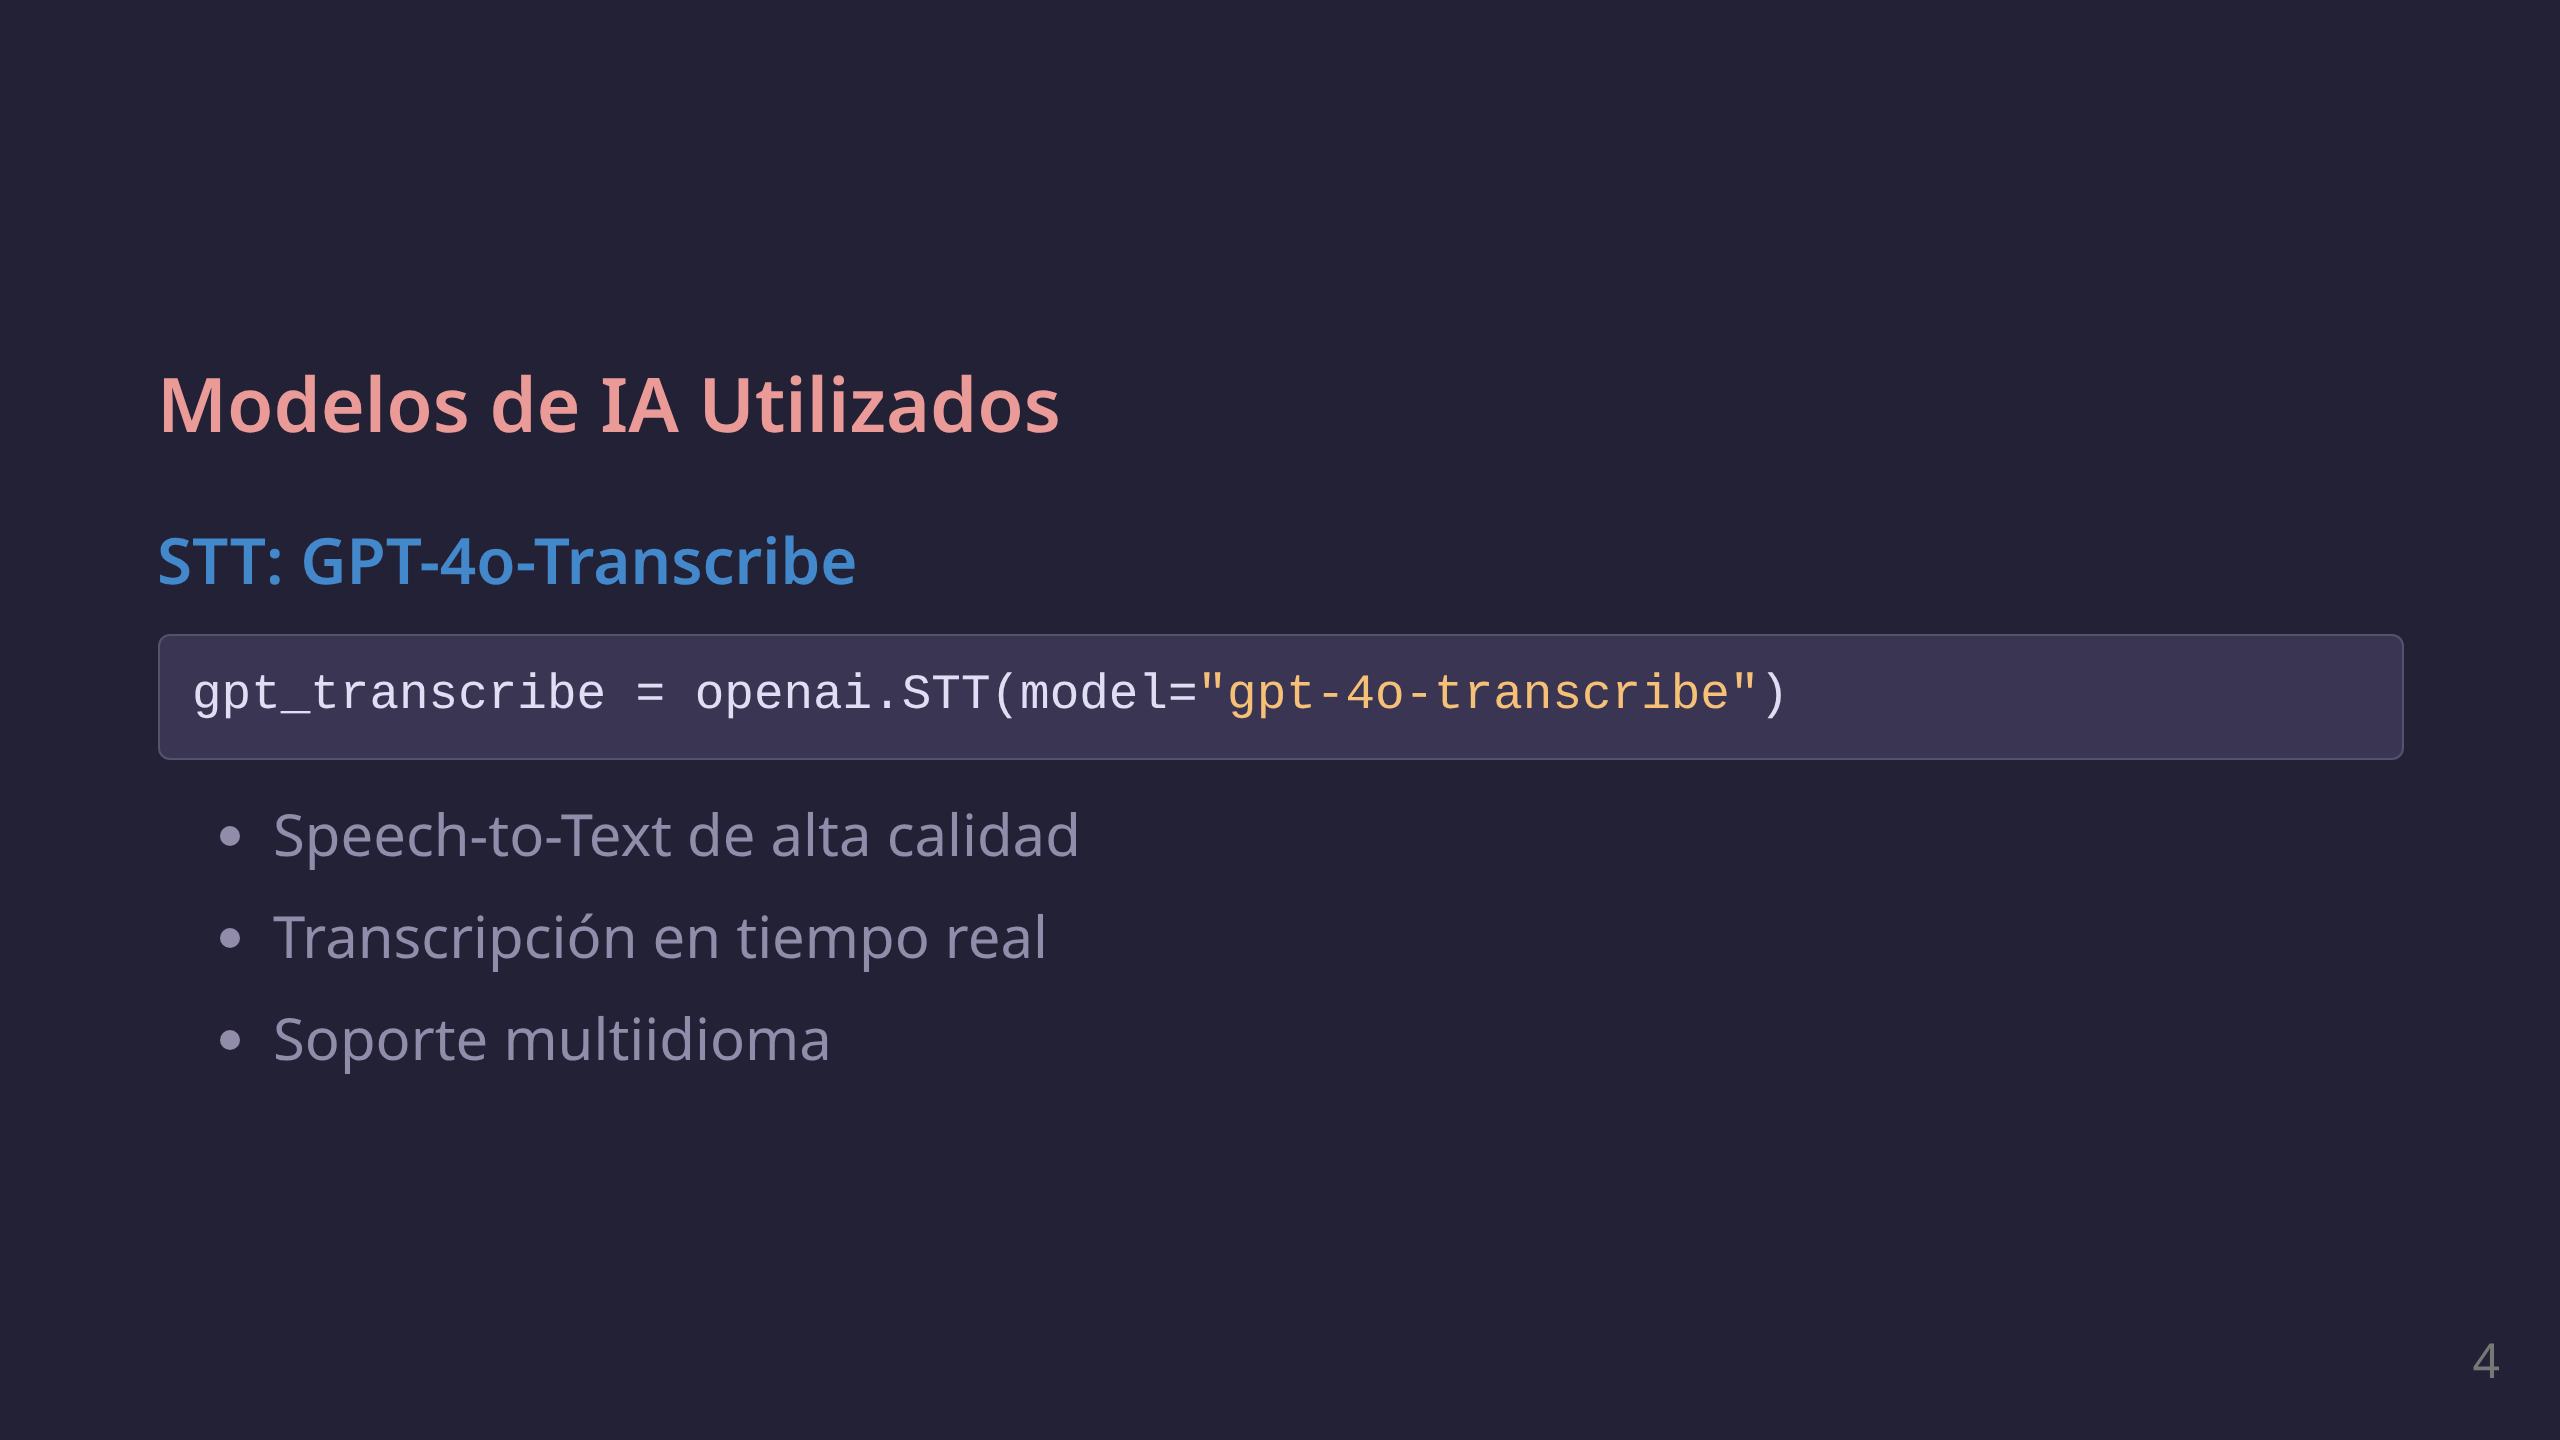 Modelos de IA Utilizados
STT: GPT-4o-Transcribe
gpt_transcribe = openai.STT(model="gpt-4o-transcribe")
Speech-to-Text de alta calidad
Transcripción en tiempo real
Soporte multiidioma
4